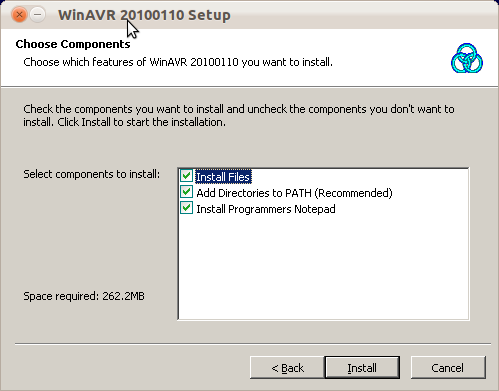 WinAVR 20100110 Setup
Choose Components
Choose which features of WinAVR 20100110 you want to install.
Check the components you want to install and uncheck the components you don't want to
install. Click Install to start the installation.
Select components to install:
Install Files
Add Directories to PATH (Recommended)
Install Programmers Notepad
Space required: 262.2MB
< Back
Install
Cancel